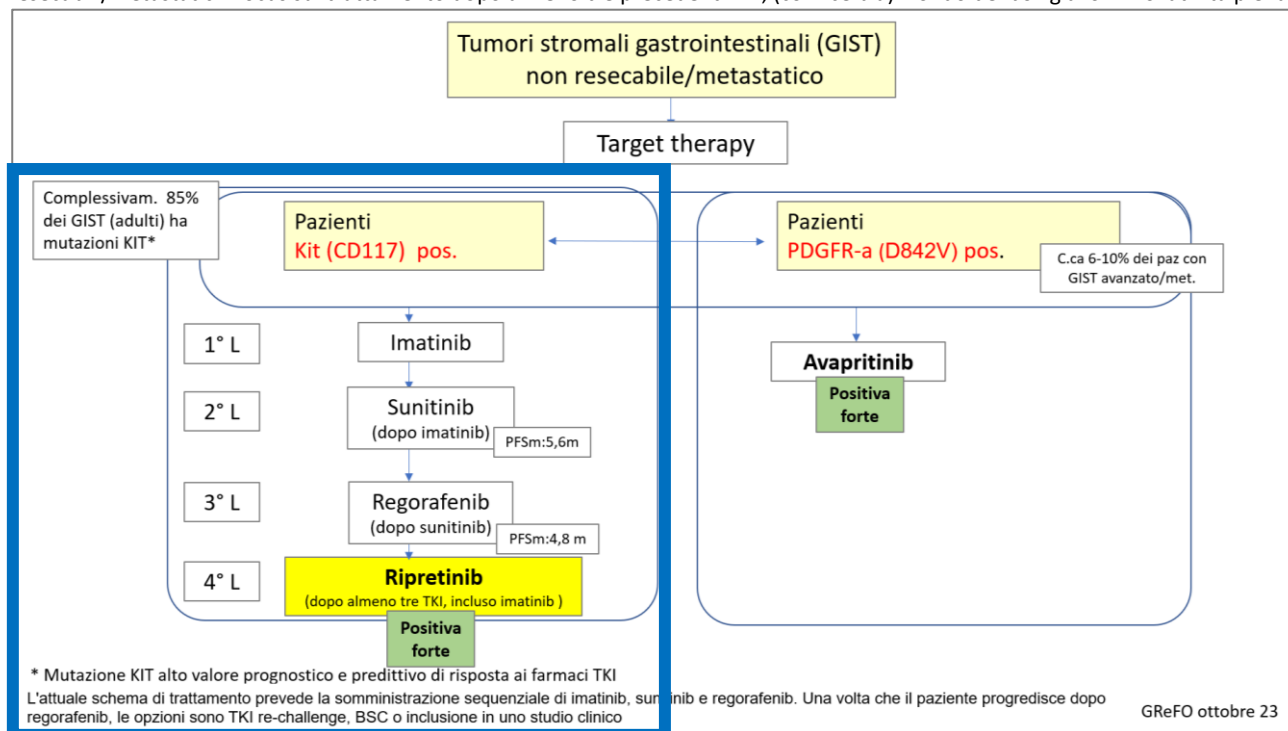 Tumori stromali gastrointestinali (GIST)
non resecabile/metastatico
Target therapy
Complessivam. 85%
dei GIST (adulti) ha
mutazioni KIT*
Pazienti
Kit (CD117) pos.
Pazienti
PDGFR-a (D842V) pos.
C.ca 6-10% dei paz con
GIST avanzato/met.
1° L
Imatinib
Avapritinib
Positiva
forte
2° L
Sunitinib
(dopo imatinib)
PFSm:5,6m
3° L
Regorafenib
(dopo sunitinib)
PFSm:4,8 m
4° L
Ripretinib
(dopo almeno tre TKI, incluso imatinib )
Positiva
forte
* Mutazione KIT alto valore prognostico e predittivo di risposta ai farmaci TKI
L'attuale schema di trattamento prevede la somministrazione sequenziale di imatinib, sunitinib e regorafenib. Una volta che il paziente progredisce dopo
regorafenib, le opzioni sono TKI re-challenge, BSC o inclusione in uno studio clinico
GReFO ottobre 23